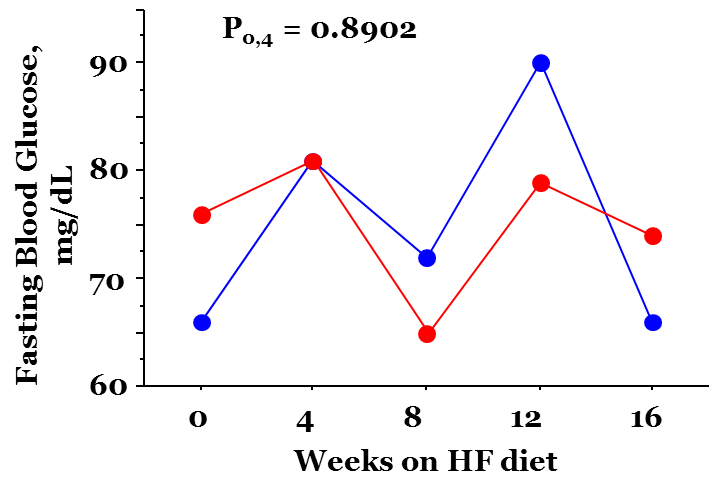 P0,4 = 0.8902
Fasting Blood Glucose,
mg/dL
90
80
70
60
0 4 8 12 16
Weeks on HF diet